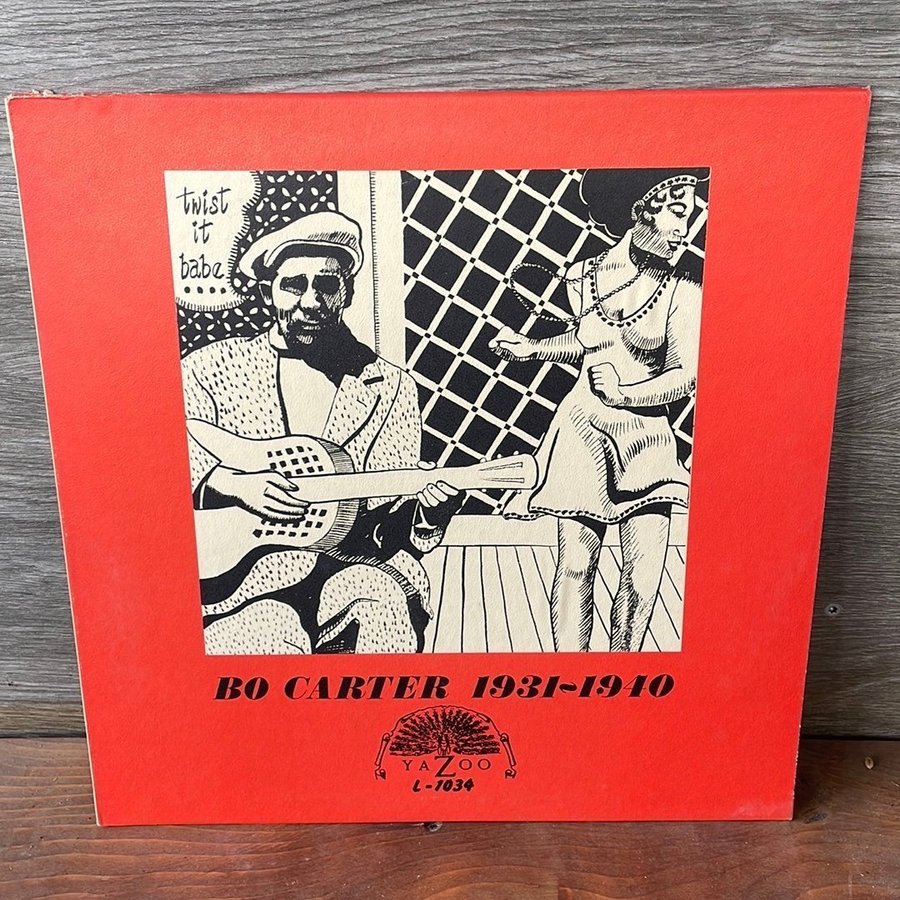 twist
it
babe
BO CARTER 1931~1940
YAZOO
L-1034